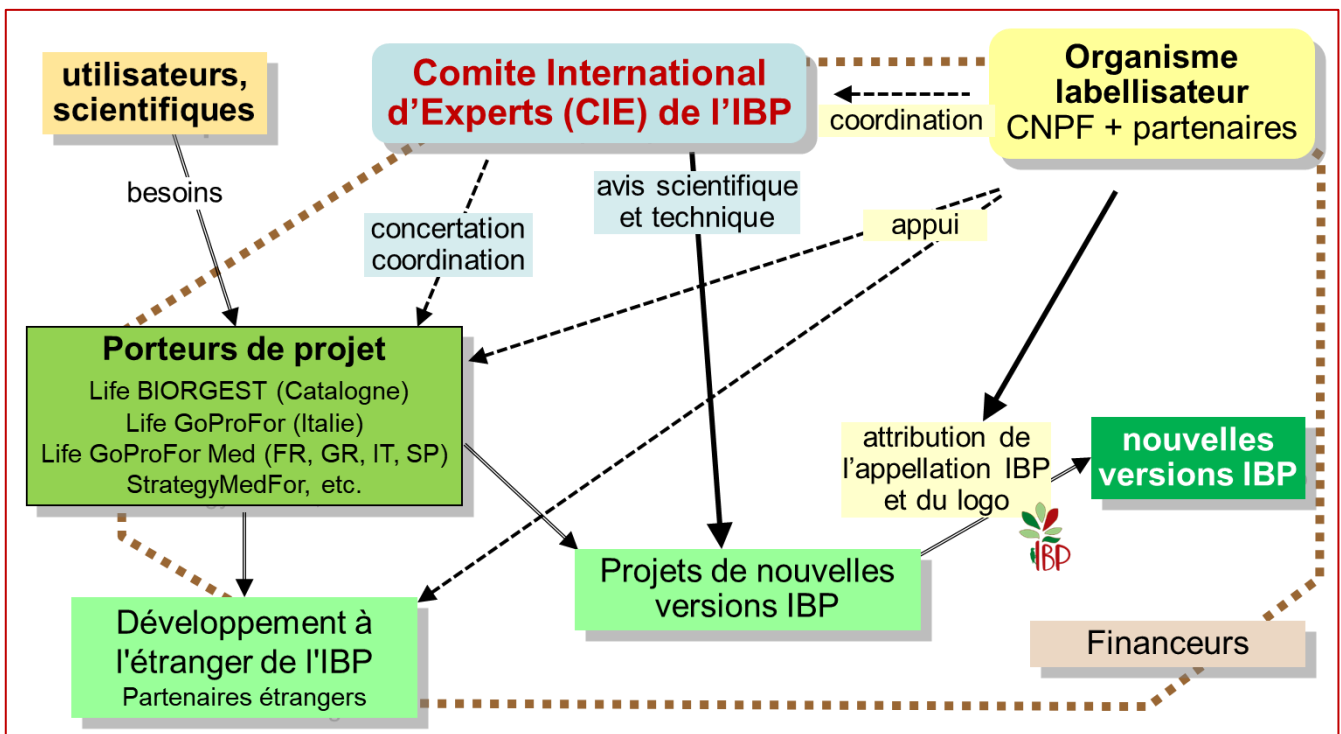 utilisateurs,
scientifiques
Comite International
d'Experts (CIE) de l'IBP
Organisme
labellisateur
CNPF + partenaires
coordination
besoins
concertation
coordination
avis scientifique
et technique
appui
Porteurs de projet
Life BIORGEST (Catalogne)
Life GoProFor (Italie)
Life GoProFor Med (FR, GR, IT, SP)
StrategyMedFor, etc.
attribution de
l'appellation IBP
et du logo
nouvelles
versions IBP
IBP
Projets de nouvelles
versions IBP
Développement à
l'étranger de l'IBP
Partenaires étrangers
Financeurs